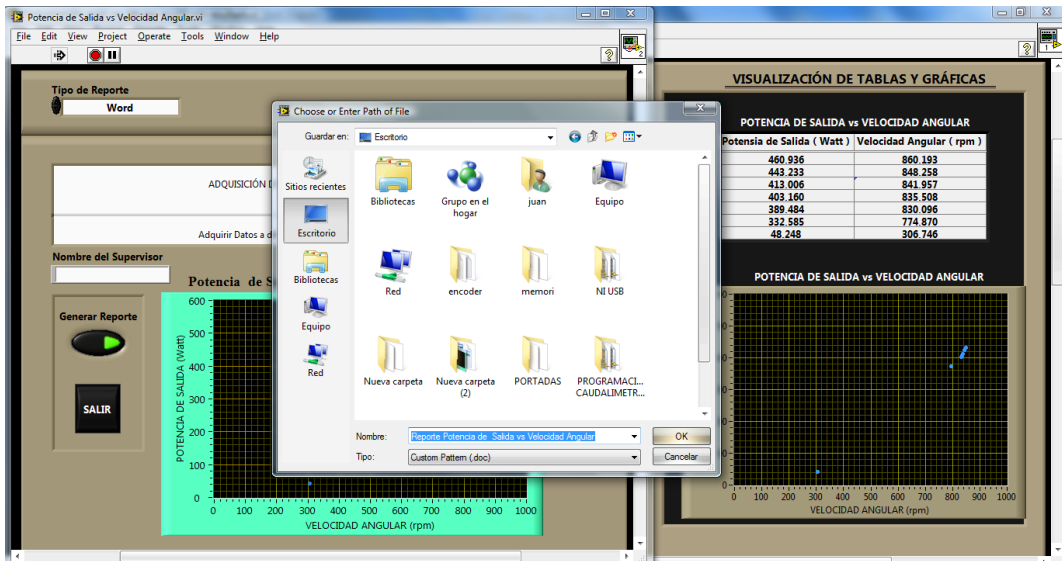 Potencia de Salida vs Velocidad Angular.vi
File Edit View Project Operate Tools Window Help
2
1
Tipo de Reporte
Word
ADQUISICIÓN
Adquirir Datos a
Nombre del Supervisor
Generar Reporte
SALIR
Potencia de S
POTENCIA DE SALIDA (Watt)
600
500
400
300
200
100
0
0 100 200 300 400 500 600 700 800 900 1000
VELOCIDAD ANGULAR (rpm)
Choose or Enter Path of File
Guardar en:
Escritorio
Sitios recientes
Escritorio
Bibliotecas
Equipo
Red
Bibliotecas
Grupo en el
hogar
juan
Equipo
Red
encoder
memori
NI USB
Nueva carpeta
Nueva carpeta
(2)
PORTADAS
PROGRAMACI...
CAUDALIMETR...
Nombre:
Reporte Potencia de Salida vs Velocidad Angular
OK
Tipo:
Custom Pattern (.doc)
Cancelar
VISUALIZACIÓN DE TABLAS Y GRÁFICAS
POTENCIA DE SALIDA vs VELOCIDAD ANGULAR
Potensia de Salida ( Watt ) Velocidad Angular ( rpm )
460.936 860.193
443.233 848.258
413.006 841.957
403.160 835.508
389.484 830.096
332.585 774.870
48.248 306.746
POTENCIA DE SALIDA vs VELOCIDAD ANGULAR
0
0 100 200 300 400 500 600 700 800 900 1000
VELOCIDAD ANGULAR (rpm)